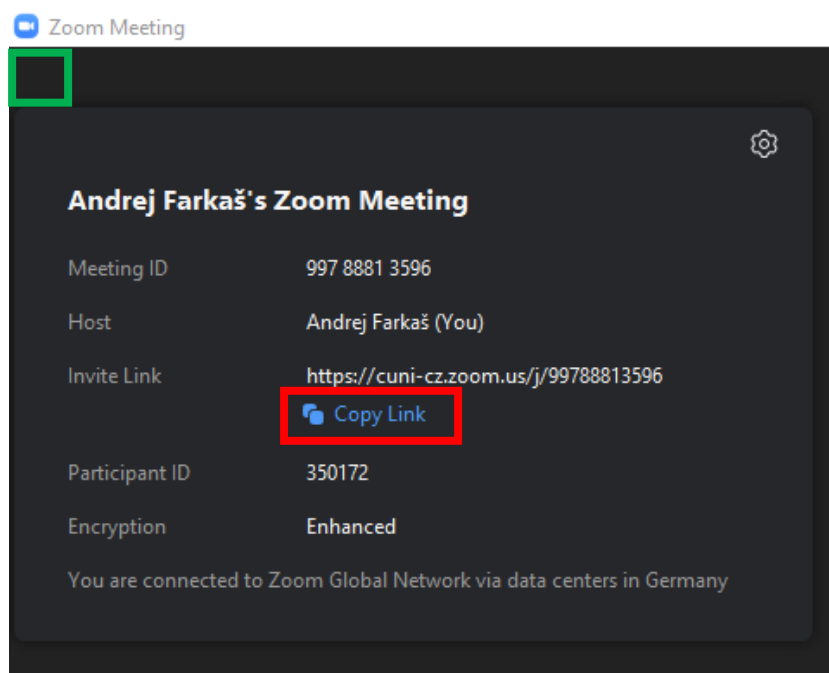 Zoom Meeting
Andrej Farkaš's Zoom Meeting
Meeting ID 997 8881 3596
Host Andrej Farkaš (You)
Invite Link https://cuni-cz.zoom.us/j/99788813596
Copy Link
Participant ID 350172
Encryption Enhanced
You are connected to Zoom Global Network via data centers in Germany